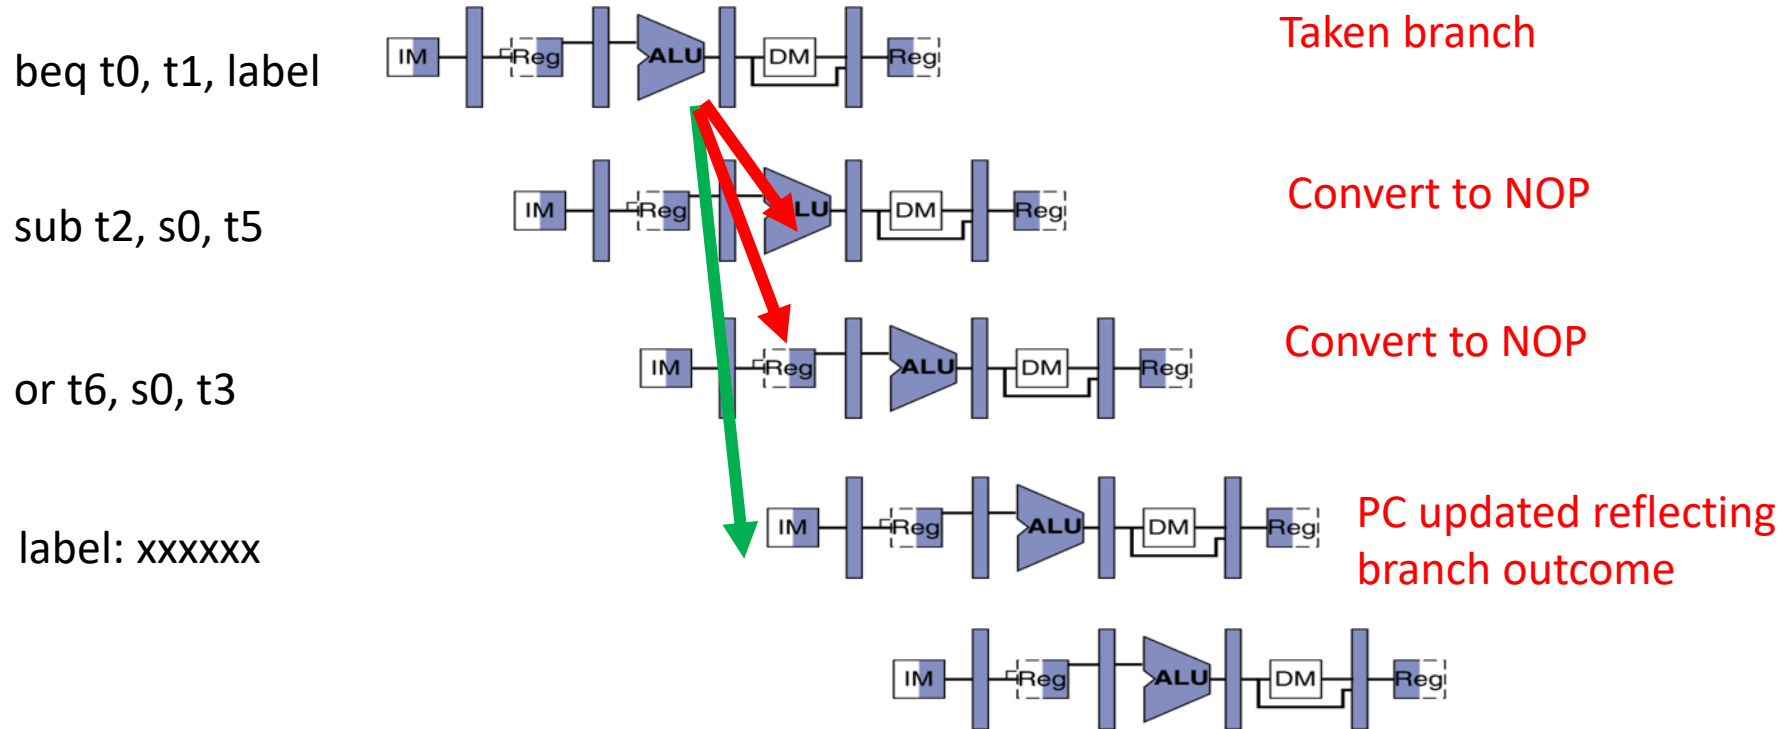 beq t0, t1, label
IM Reg ALU DM Reg
Taken branch
sub t2, s0, t5
IM Reg LU DM Reg
Convert to NOP
or t6, s0, t3
IM Reg ALU DM Reg
Convert to NOP
label: xxxxxx
IM Reg ALU DM Reg
PC updated reflecting
branch outcome
IM Reg ALU DM Reg